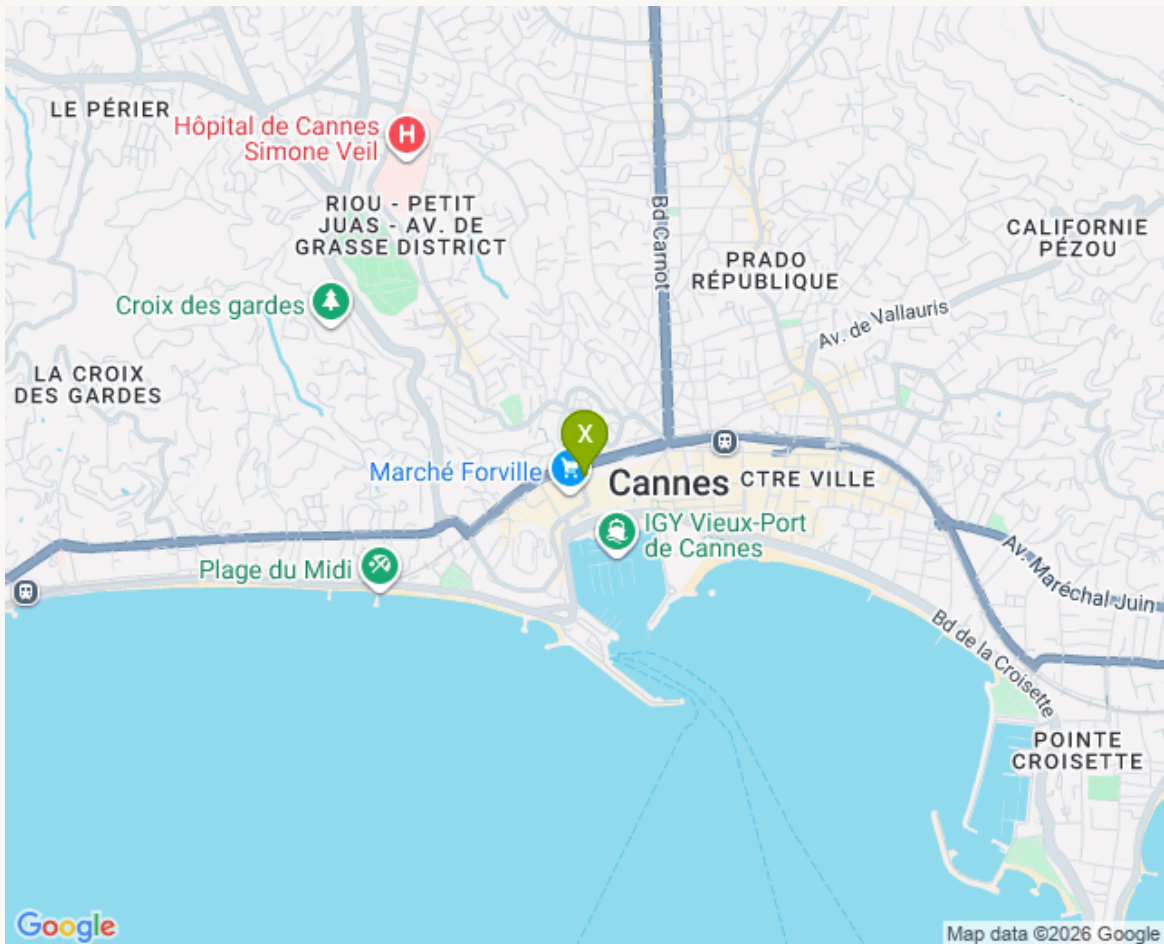 LE PÉRIER
Hôpital de Cannes
Simone Veil
H
RIOU - PETIT
JUAS - AV. DE
GRASSE DISTRICT
Bd Carnot
CALIFORNIE
PÉZOU
PRADO
RÉPUBLIQUE
Croix des gardes
Av. de Vallauris
LA CROIX
DES GARDES
X
Marché Forville
Cannes
CTRE VILLE
IGY Vieux-Port
de Cannes
Plage du Midi
Av. Maréchal Juin
Bd de la Croisette
POINTE
CROISETTE
Google
Map data ©2026 Google